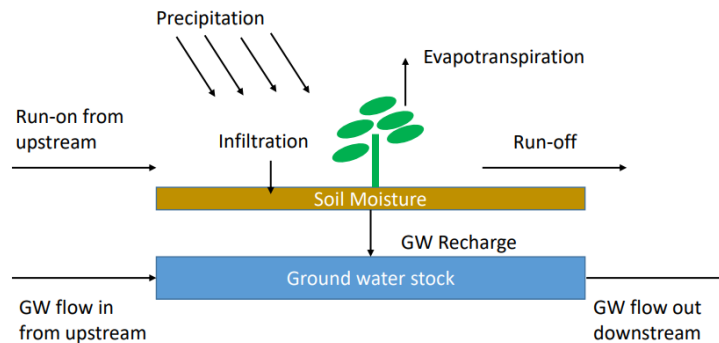 Precipitation
Evapotranspiration
Run-on from
upstream
Infiltration
Run-off
Soil Moisture
GW Recharge
Ground water stock
GW flow in
from upstream
GW flow out
downstream